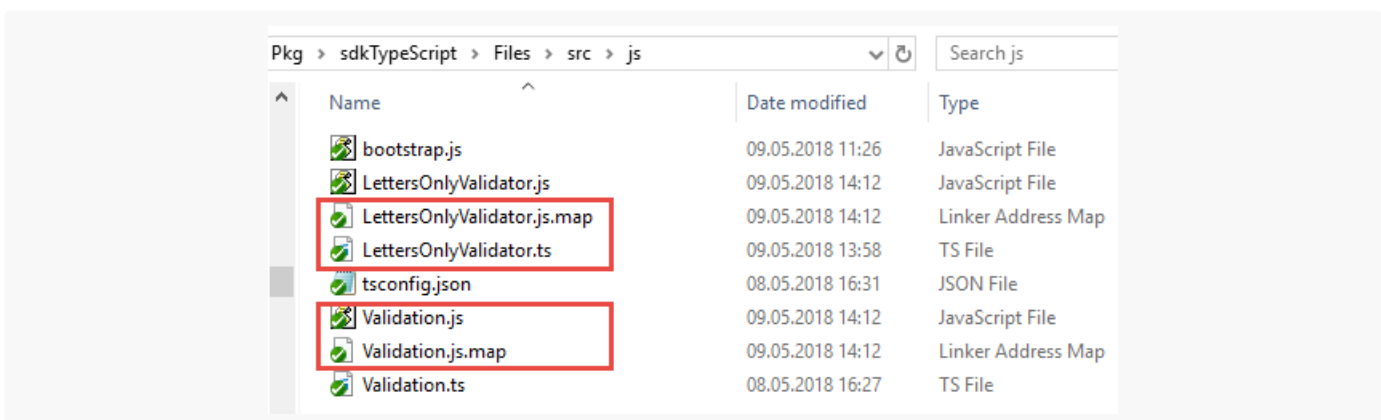 Pkg > sdkTypeScript > Files > src > js Search js
Name Date modified Type
bootstrap.js 09.05.2018 11:26 JavaScript File
LettersOnlyValidator.js 09.05.2018 14:12 JavaScript File
LettersOnlyValidator.js.map 09.05.2018 14:12 Linker Address Map
LettersOnlyValidator.ts 09.05.2018 13:58 TS File
tsconfig.json 08.05.2018 16:31 JSON File
Validation.js 09.05.2018 14:12 JavaScript File
Validation.js.map 09.05.2018 14:12 Linker Address Map
Validation.ts 08.05.2018 16:27 TS File